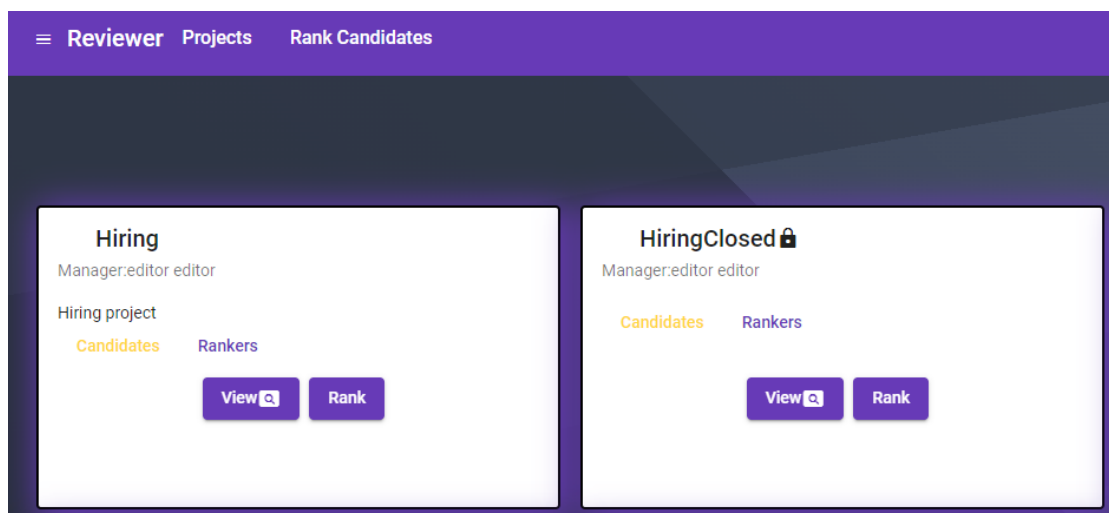 Reviewer Projects Rank Candidates
Hiring
Manager:editor editor
Hiring project
Candidates Rankers
View Rank
HiringClosed
Manager:editor editor
Candidates Rankers
View Rank